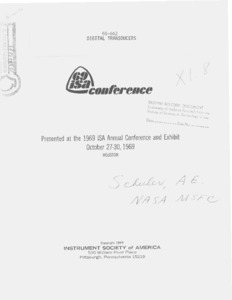 69-662
DIGITAL TRANSDUCERS
69
isa
conference
X18
Presented at the 1969 ISA Annual Conference and Exhibit
October 27-30, 1969
HOUSTON
Schuler, A E
NASA MSFC
Copyright 1969
INSTRUMENT SOCIETY of AMERICA
530 William Penn Place
Pittsburgh, Pennsylvania 15219